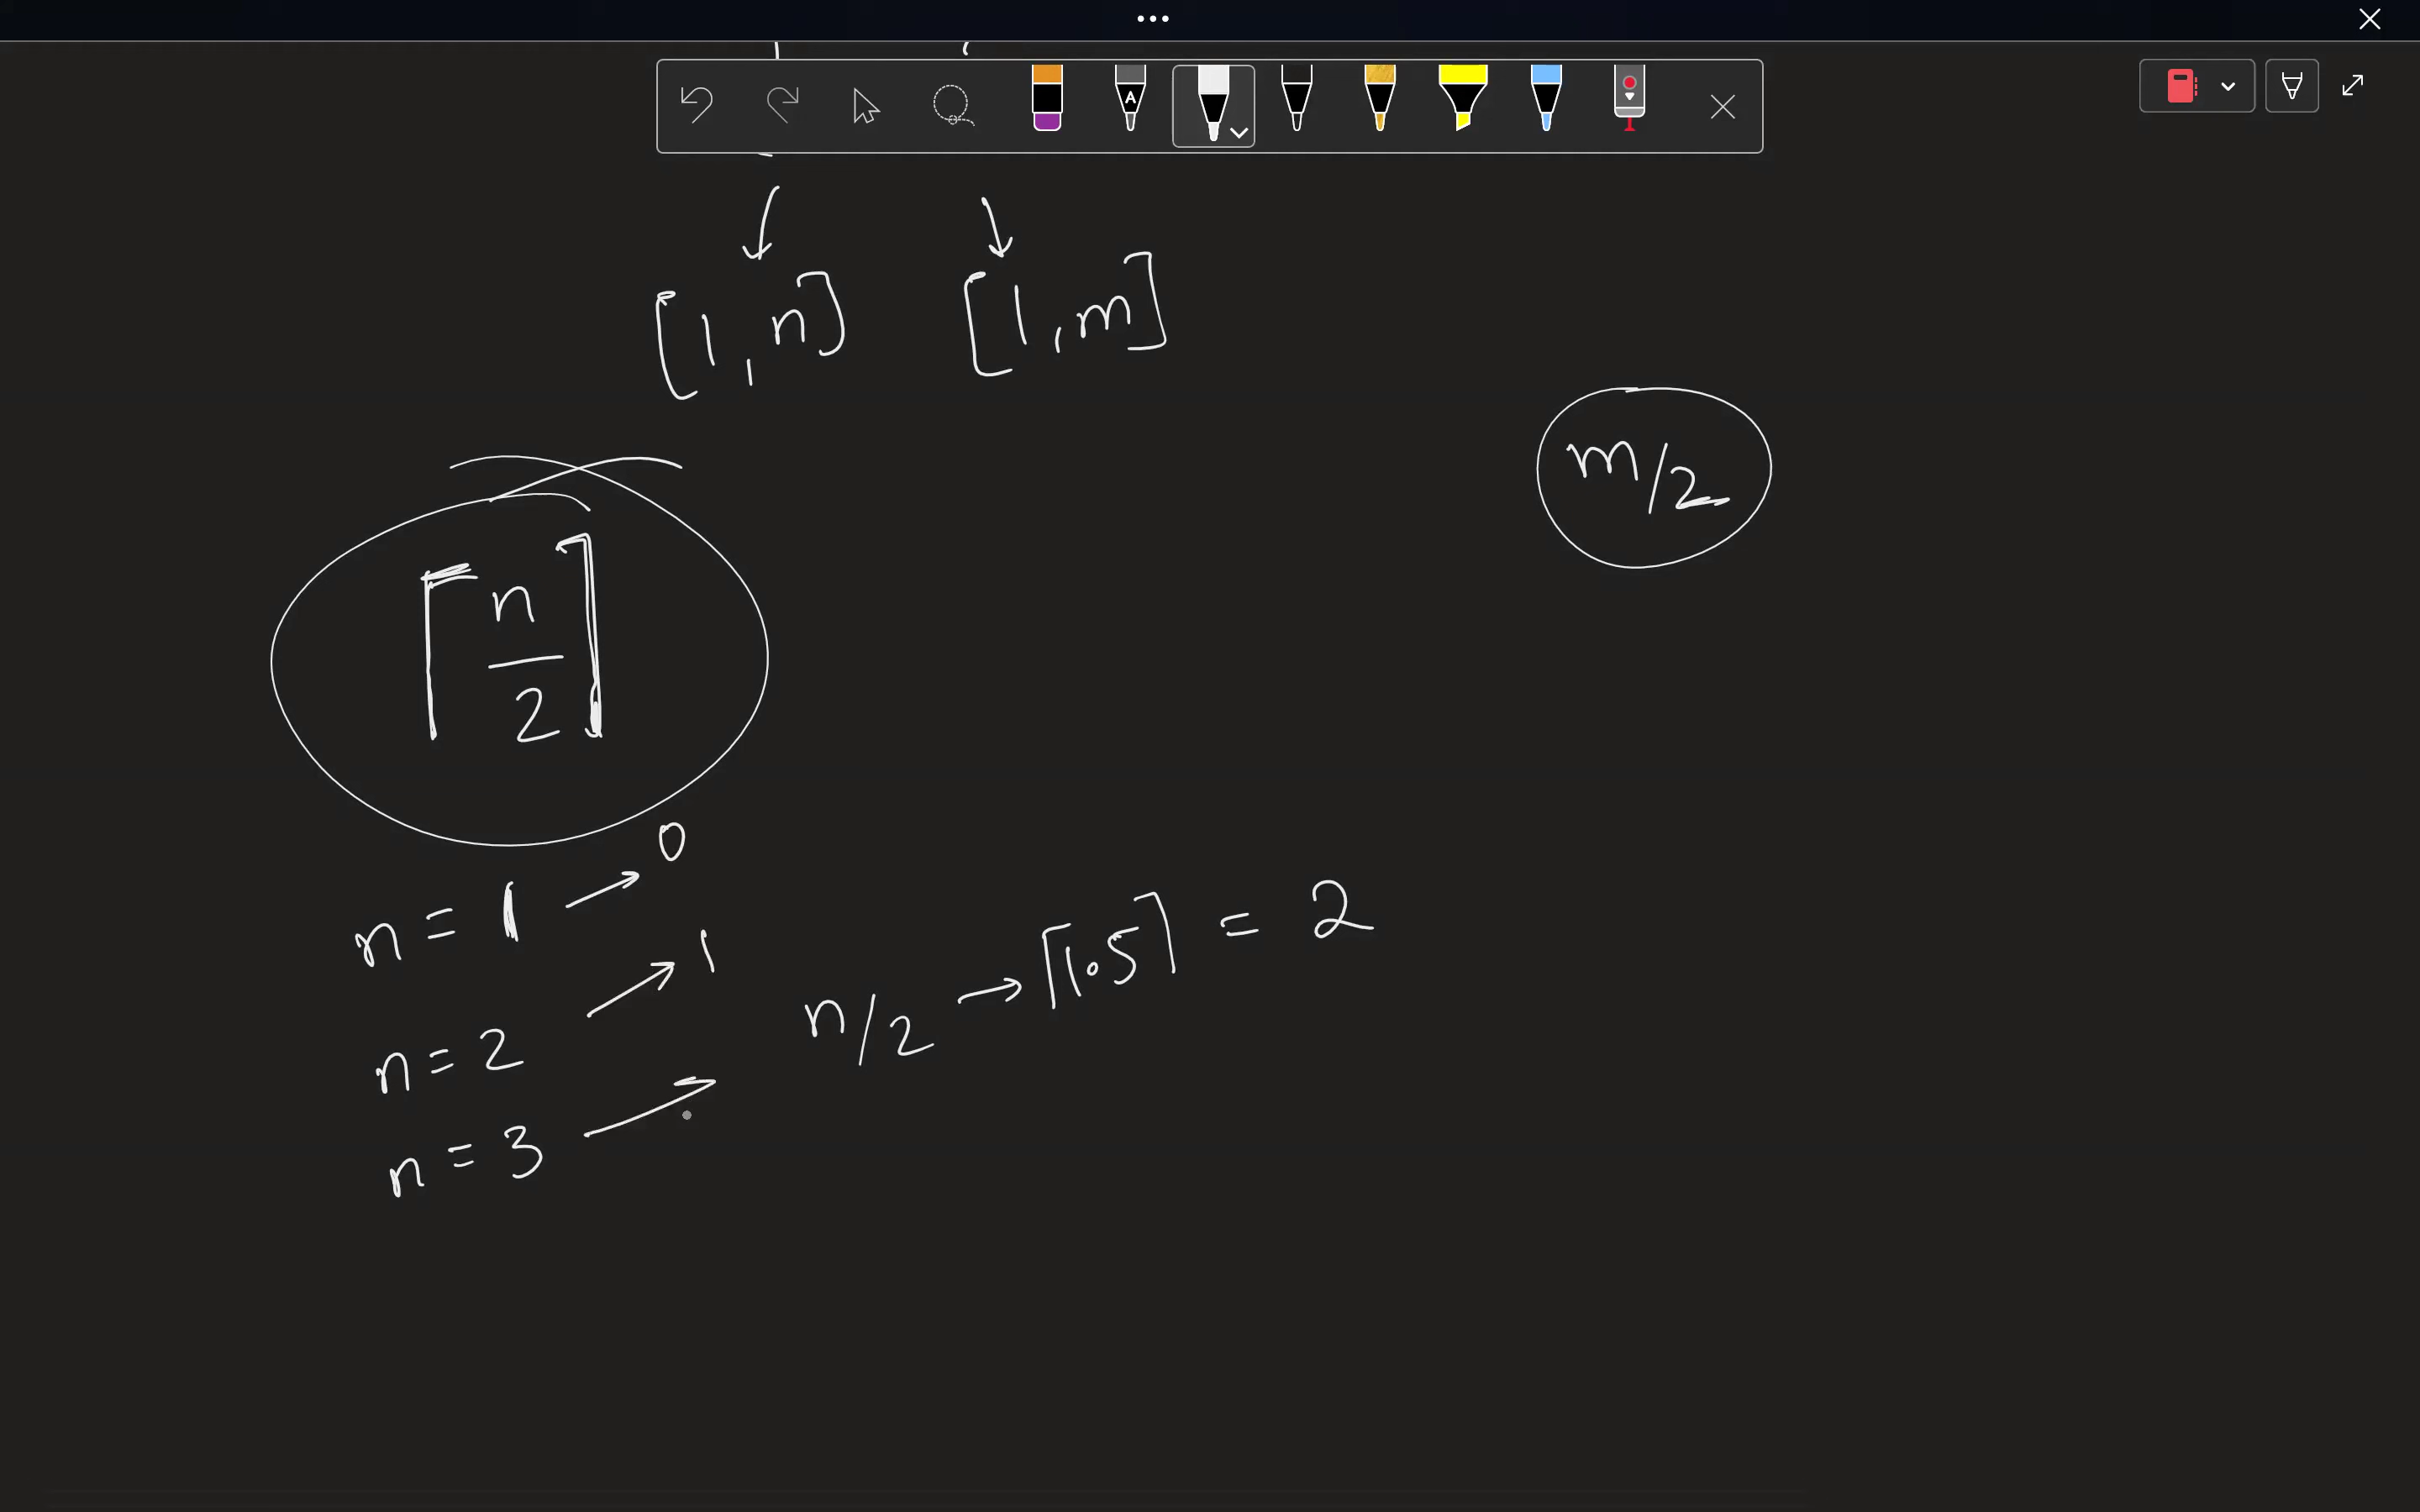 [1, n] [1, m]
m/2
⌈n/2⌉
n = 1 → 0
n = 2 → 1
n/2 → ⌈1.5⌉ = 2
n = 3 →